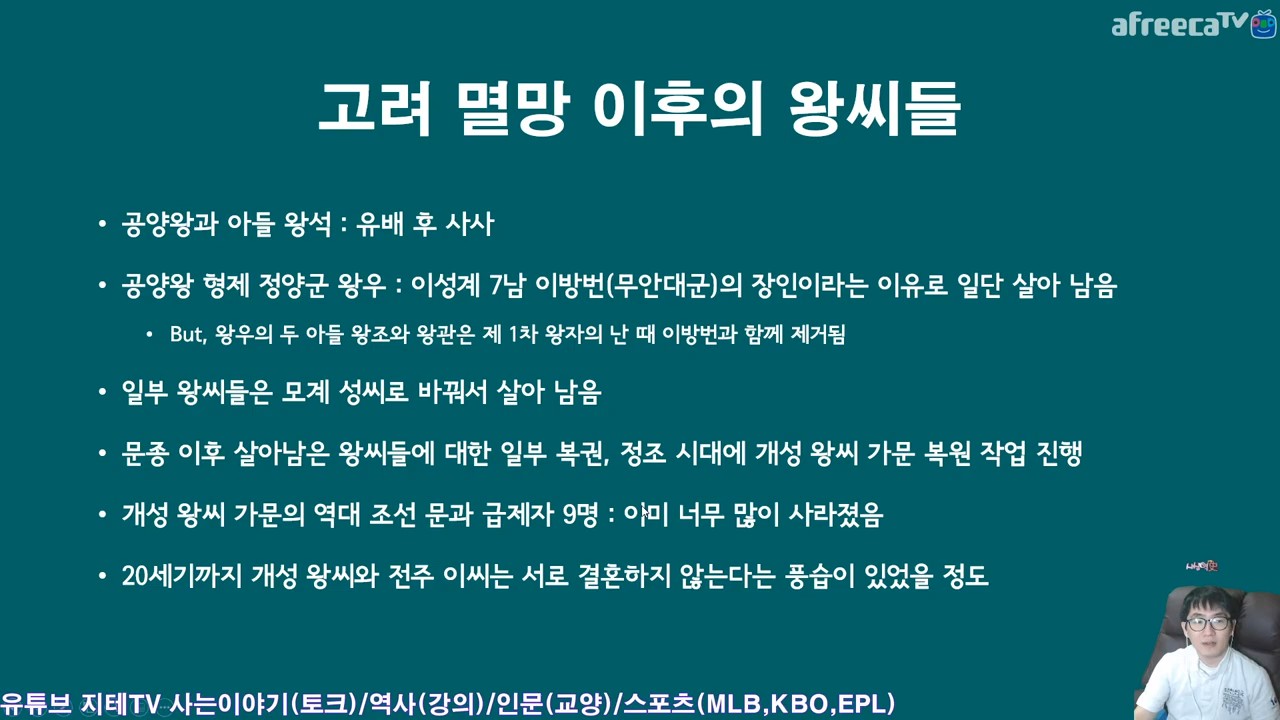 afreecaTV
고려 멸망 이후의 왕씨들
• 공양왕과 아들 왕석 : 유배 후 사사
• 공양왕 형제 정양군 왕우 : 이성계 7남 이방번(무안대군)의 장인이라는 이유로 일단 살아 남음
• But, 왕우의 두 아들 왕조와 왕관은 제 1차 왕자의 난 때 이방번과 함께 제거됨
• 일부 왕씨들은 모계 성씨로 바꿔서 살아 남음
• 문종 이후 살아남은 왕씨들에 대한 일부 복권, 정조 시대에 개성 왕씨 가문 복원 작업 진행
• 개성 왕씨 가문의 역대 조선 문과 급제자 9명 : 이미 너무 많이 사라졌음
• 20세기까지 개성 왕씨와 전주 이씨는 서로 결혼하지 않는다는 풍습이 있었을 정도
유튜브 지테TV 사는이야기(토크)/역사(강의)/인문(교양)/스포츠(MLB,KBO,EPL)